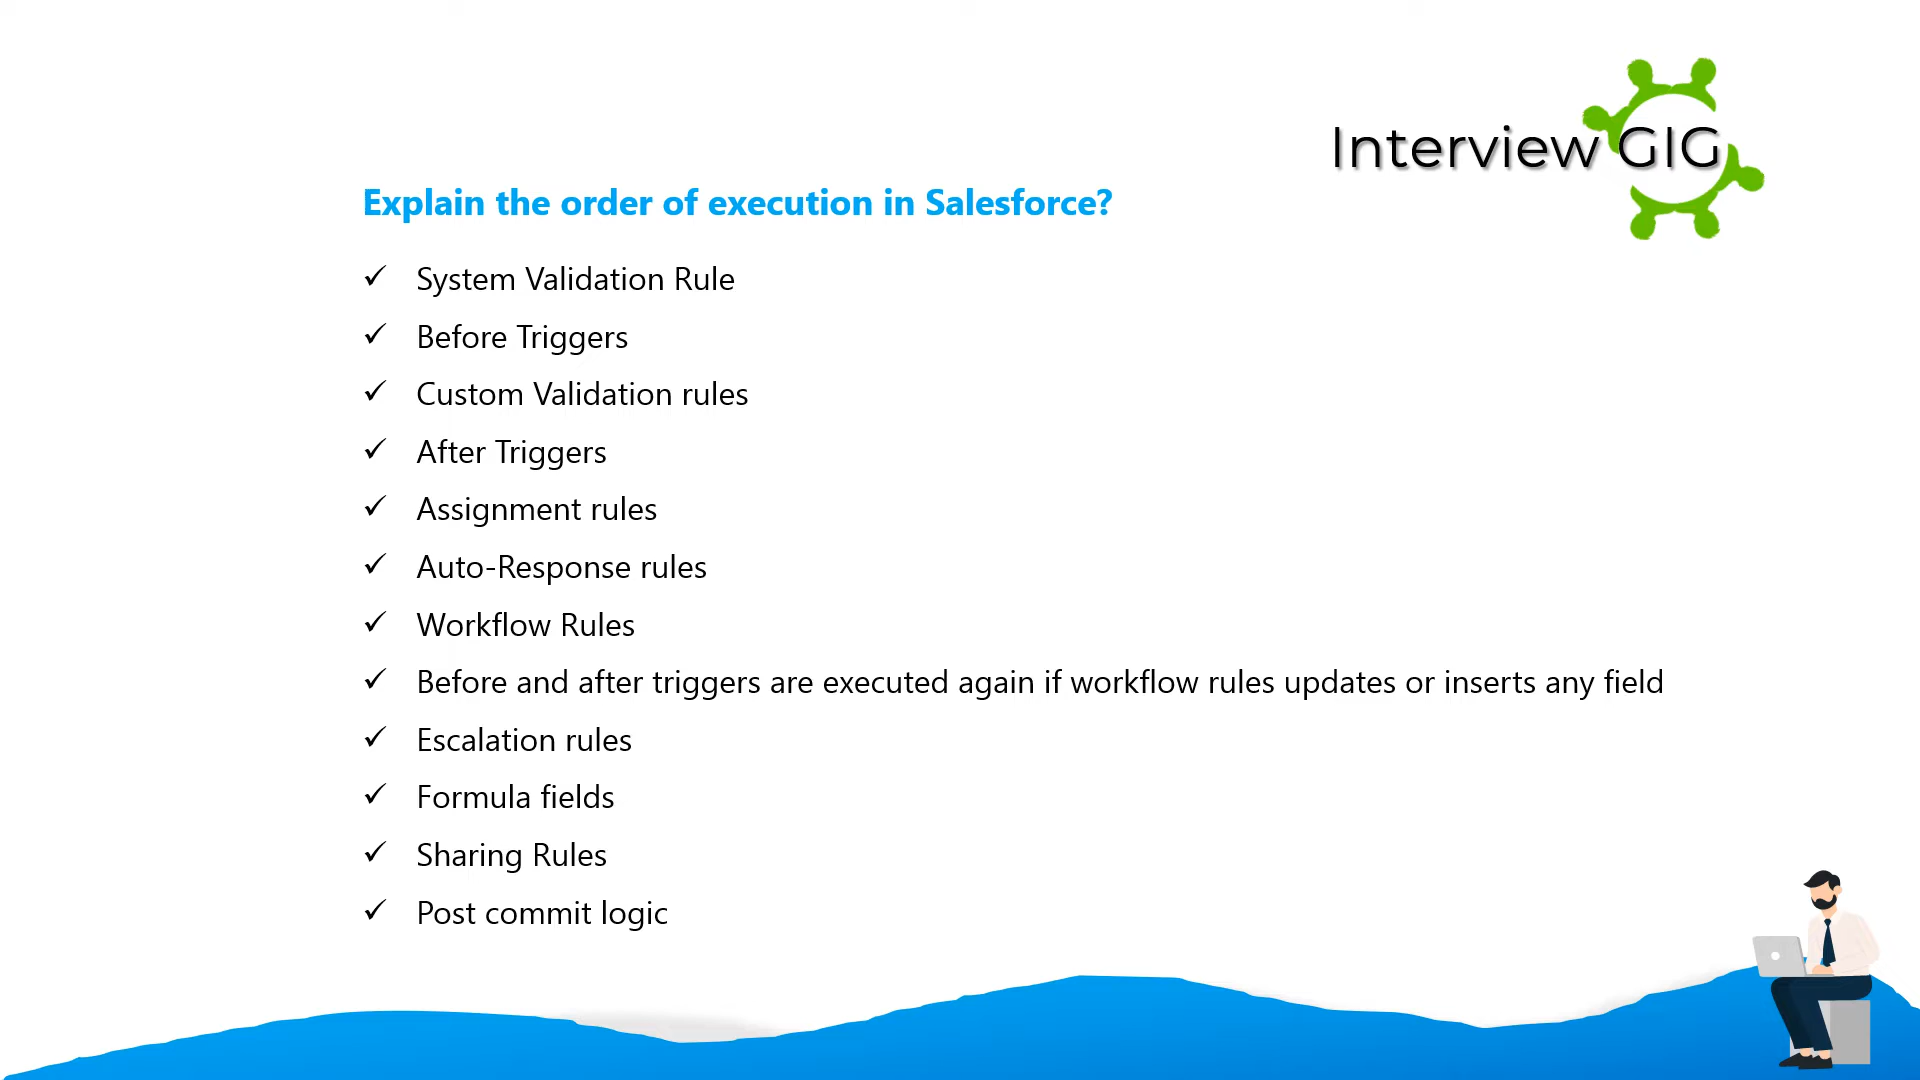 Interview GIG
Explain the order of execution in Salesforce?
✓ System Validation Rule
✓ Before Triggers
✓ Custom Validation rules
✓ After Triggers
✓ Assignment rules
✓ Auto-Response rules
✓ Workflow Rules
✓ Before and after triggers are executed again if workflow rules updates or inserts any field
✓ Escalation rules
✓ Formula fields
✓ Sharing Rules
✓ Post commit logic